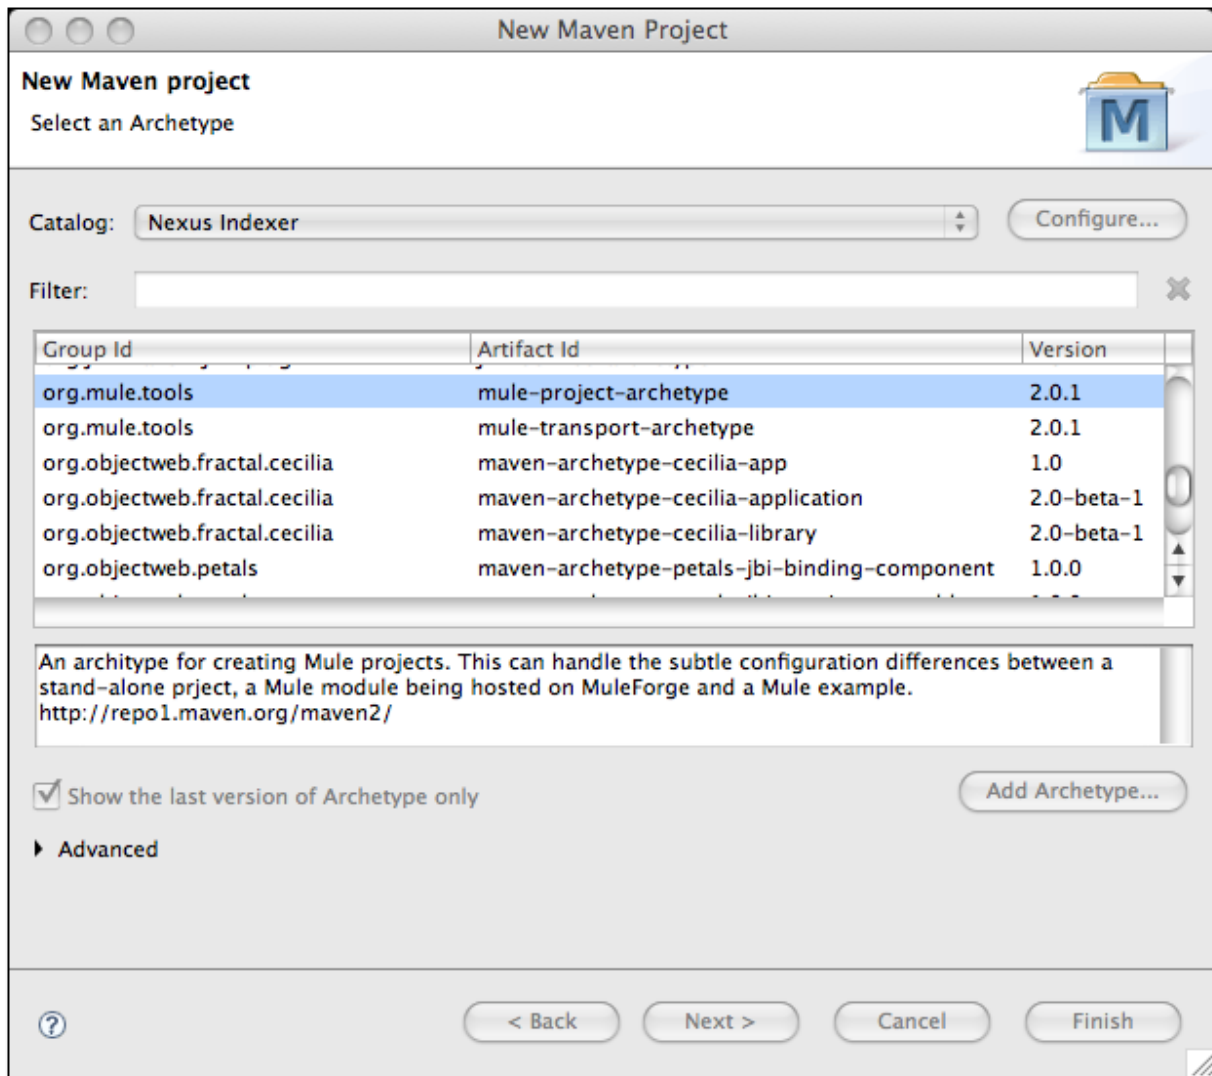 New Maven Project
New Maven project
Select an Archetype
M
Catalog: Nexus Indexer Configure...
Filter:
Group Id Artifact Id Version
org.mule.tools mule-project-archetype 2.0.1
org.mule.tools mule-transport-archetype 2.0.1
org.objectweb.fractal.cecilia maven-archetype-cecilia-app 1.0
org.objectweb.fractal.cecilia maven-archetype-cecilia-application 2.0-beta-1
org.objectweb.fractal.cecilia maven-archetype-cecilia-library 2.0-beta-1
org.objectweb.petals maven-archetype-petals-jbi-binding-component 1.0.0
An architype for creating Mule projects. This can handle the subtle configuration differences between a
stand-alone prject, a Mule module being hosted on MuleForge and a Mule example.
http://repo1.maven.org/maven2/
Show the last version of Archetype only Add Archetype...
Advanced
? < Back Next > Cancel Finish